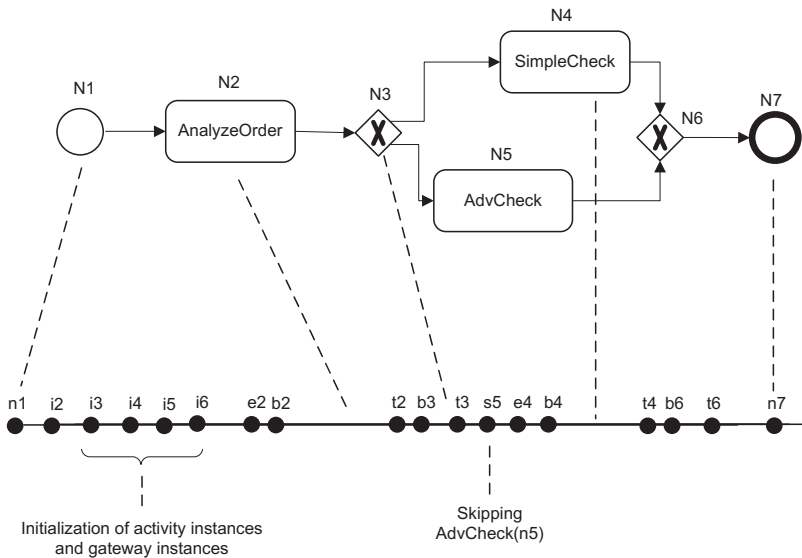 N4
SimpleCheck
N1
N2
N3
N6
N7
AnalyzeOrder
X
X
N5
AdvCheck
n1 i2 i3 i4 i5 i6 e2 b2 t2 b3 t3 s5 e4 b4 t4 b6 t6 n7
Initialization of activity instances
and gateway instances
Skipping
AdvCheck(n5)